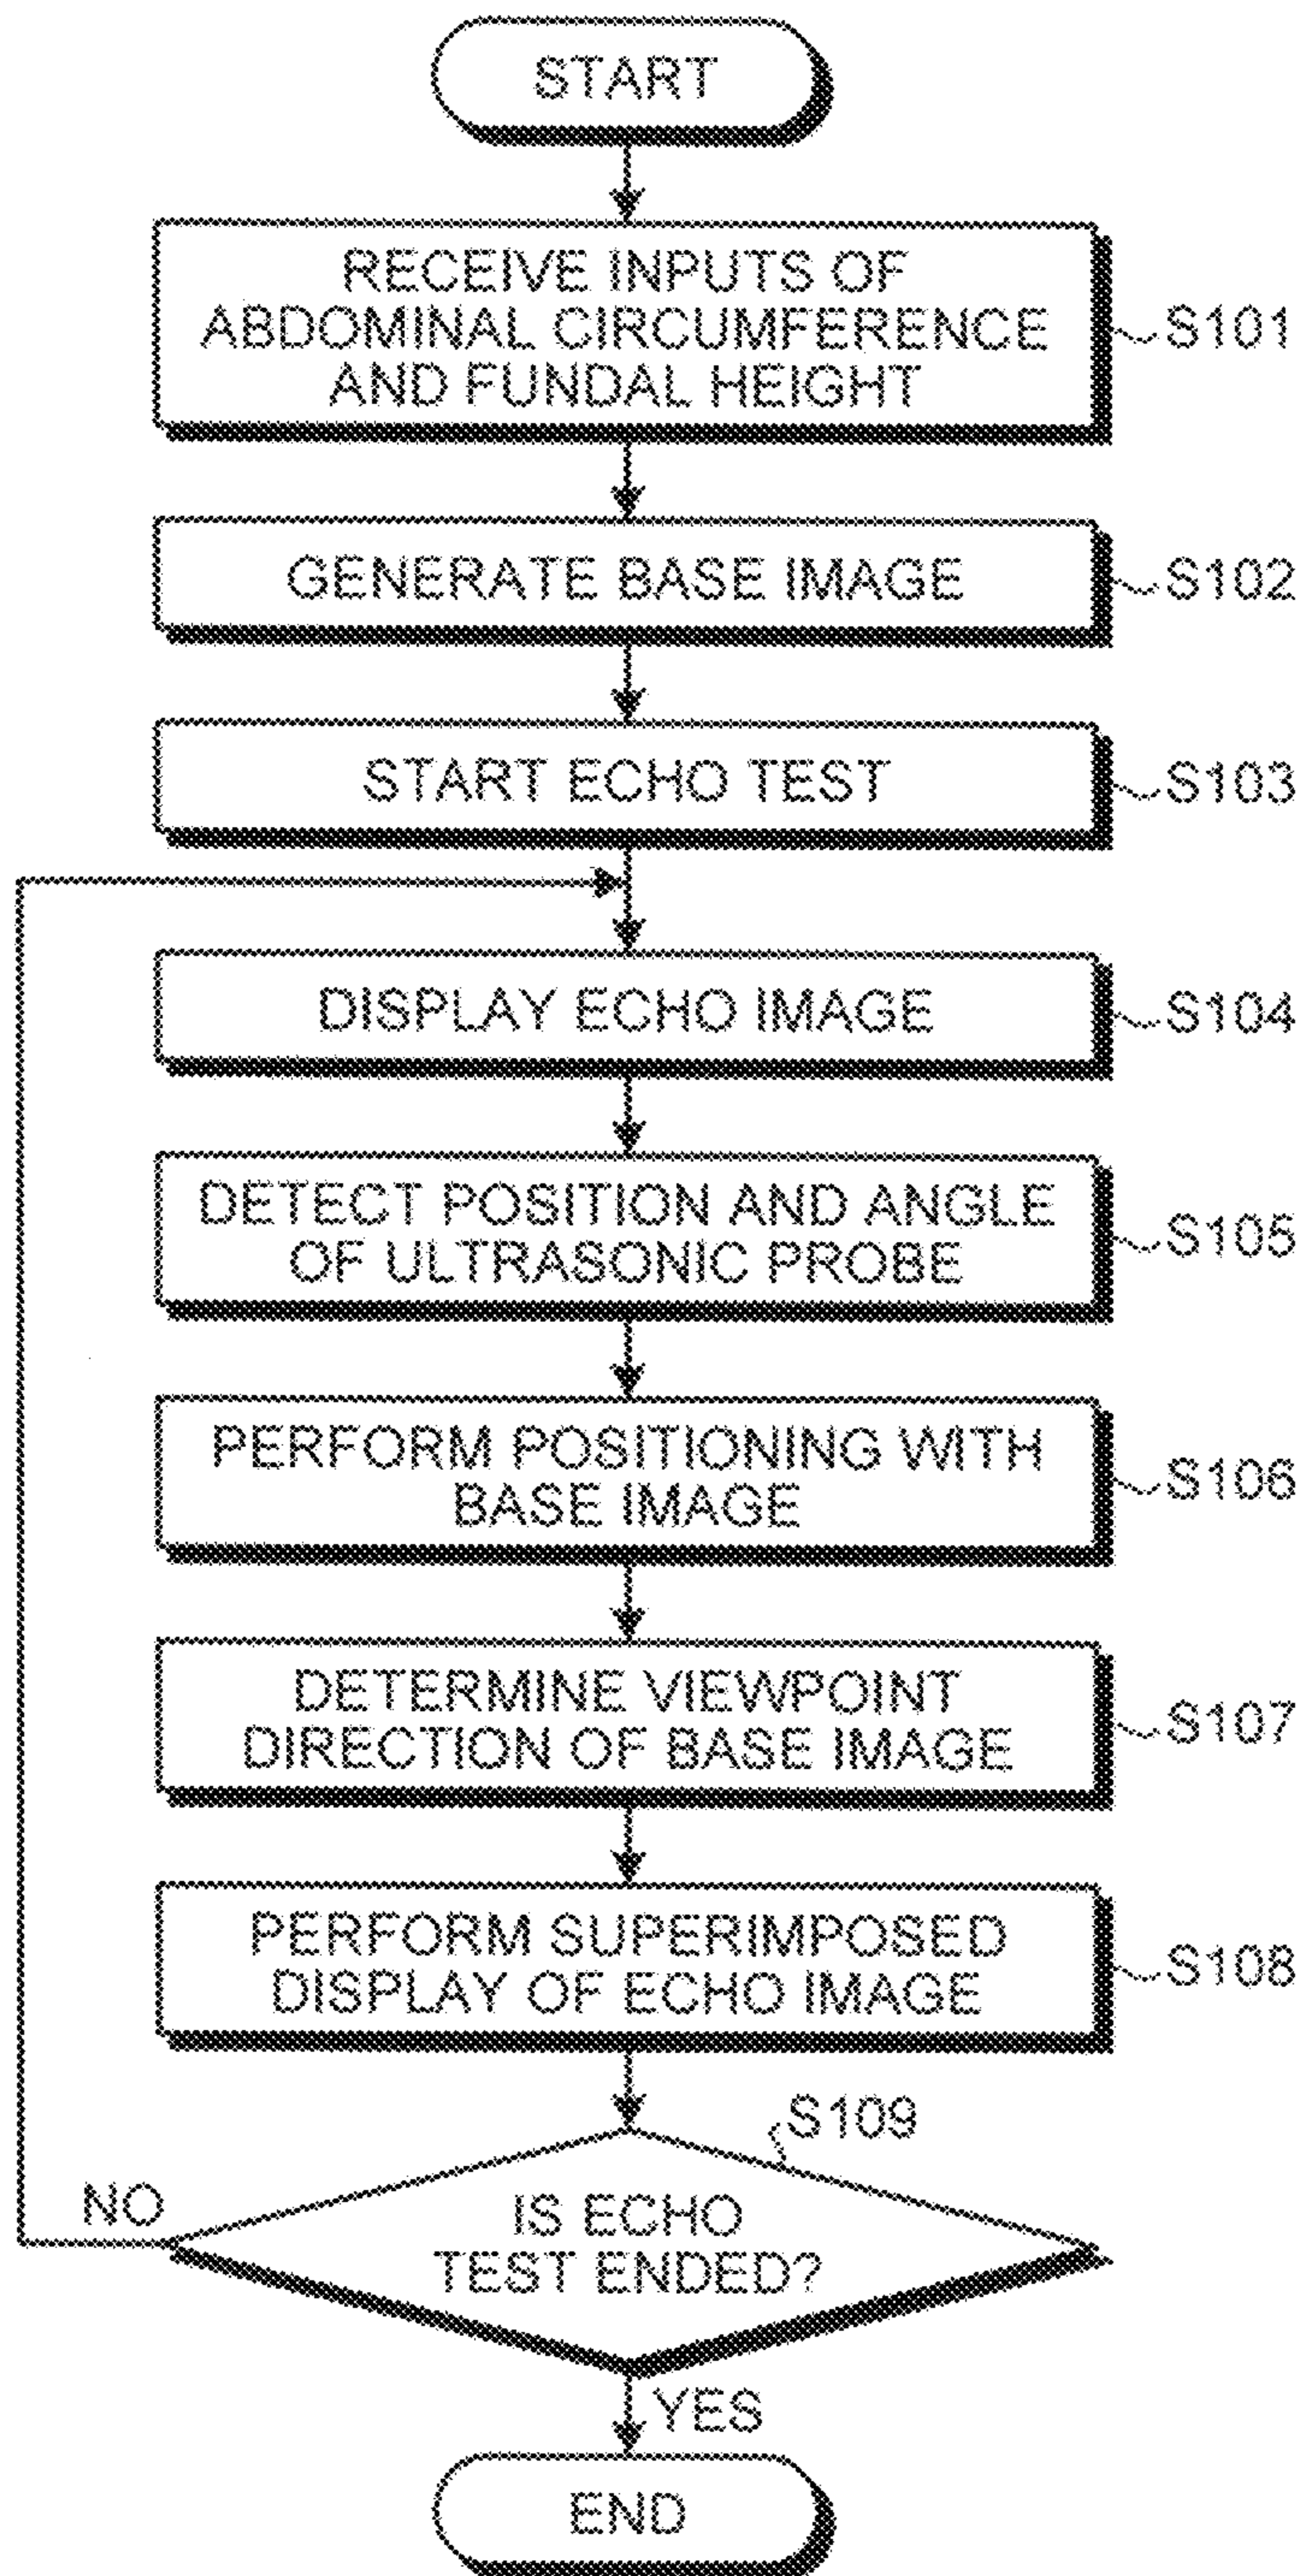 START
RECEIVE INPUTS OF
ABDOMINAL CIRCUMFERENCE
AND FUNDAL HEIGHT
S101
GENERATE BASE IMAGE
S102
START ECHO TEST
S103
DISPLAY ECHO IMAGE
S104
DETECT POSITION AND ANGLE
OF ULTRASONIC PROBE
S105
PERFORM POSITIONING WITH
BASE IMAGE
S106
DETERMINE VIEWPOINT
DIRECTION OF BASE IMAGE
S107
PERFORM SUPERIMPOSED
DISPLAY OF ECHO IMAGE
S108
S109
NO
IS ECHO
TEST ENDED?
YES
END